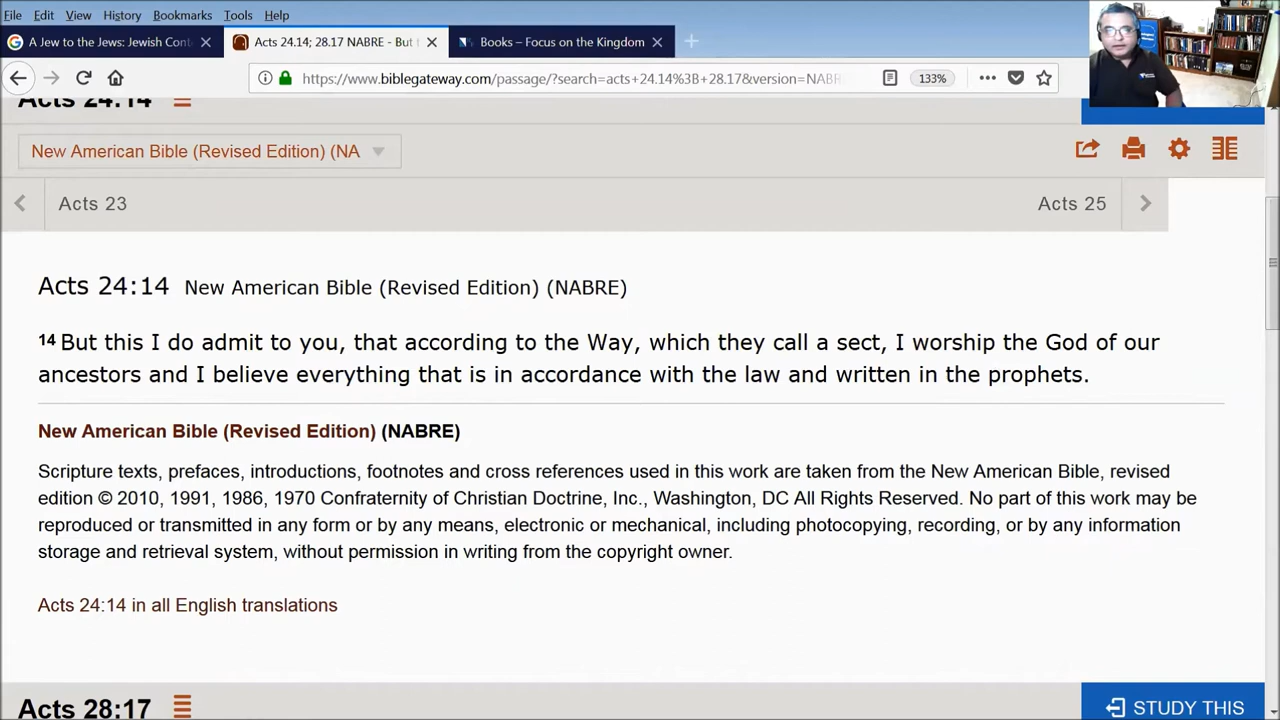 File Edit View History Bookmarks Tools Help
A Jew to the Jews: Jewish Cont
Acts 24.14; 28.17 NABRE - But
Books – Focus on the Kingdom
https://www.biblegateway.com/passage/?search=acts+24.14%3B+28.17&version=NABR
133%
Acts 24:14
New American Bible (Revised Edition) (NA
Acts 23
Acts 25
Acts 24:14 New American Bible (Revised Edition) (NABRE)
14 But this I do admit to you, that according to the Way, which they call a sect, I worship the God of our
ancestors and I believe everything that is in accordance with the law and written in the prophets.
New American Bible (Revised Edition) (NABRE)
Scripture texts, prefaces, introductions, footnotes and cross references used in this work are taken from the New American Bible, revised
edition © 2010, 1991, 1986, 1970 Confraternity of Christian Doctrine, Inc., Washington, DC All Rights Reserved. No part of this work may be
reproduced or transmitted in any form or by any means, electronic or mechanical, including photocopying, recording, or by any information
storage and retrieval system, without permission in writing from the copyright owner.
Acts 24:14 in all English translations
Acts 28:17
STUDY THIS